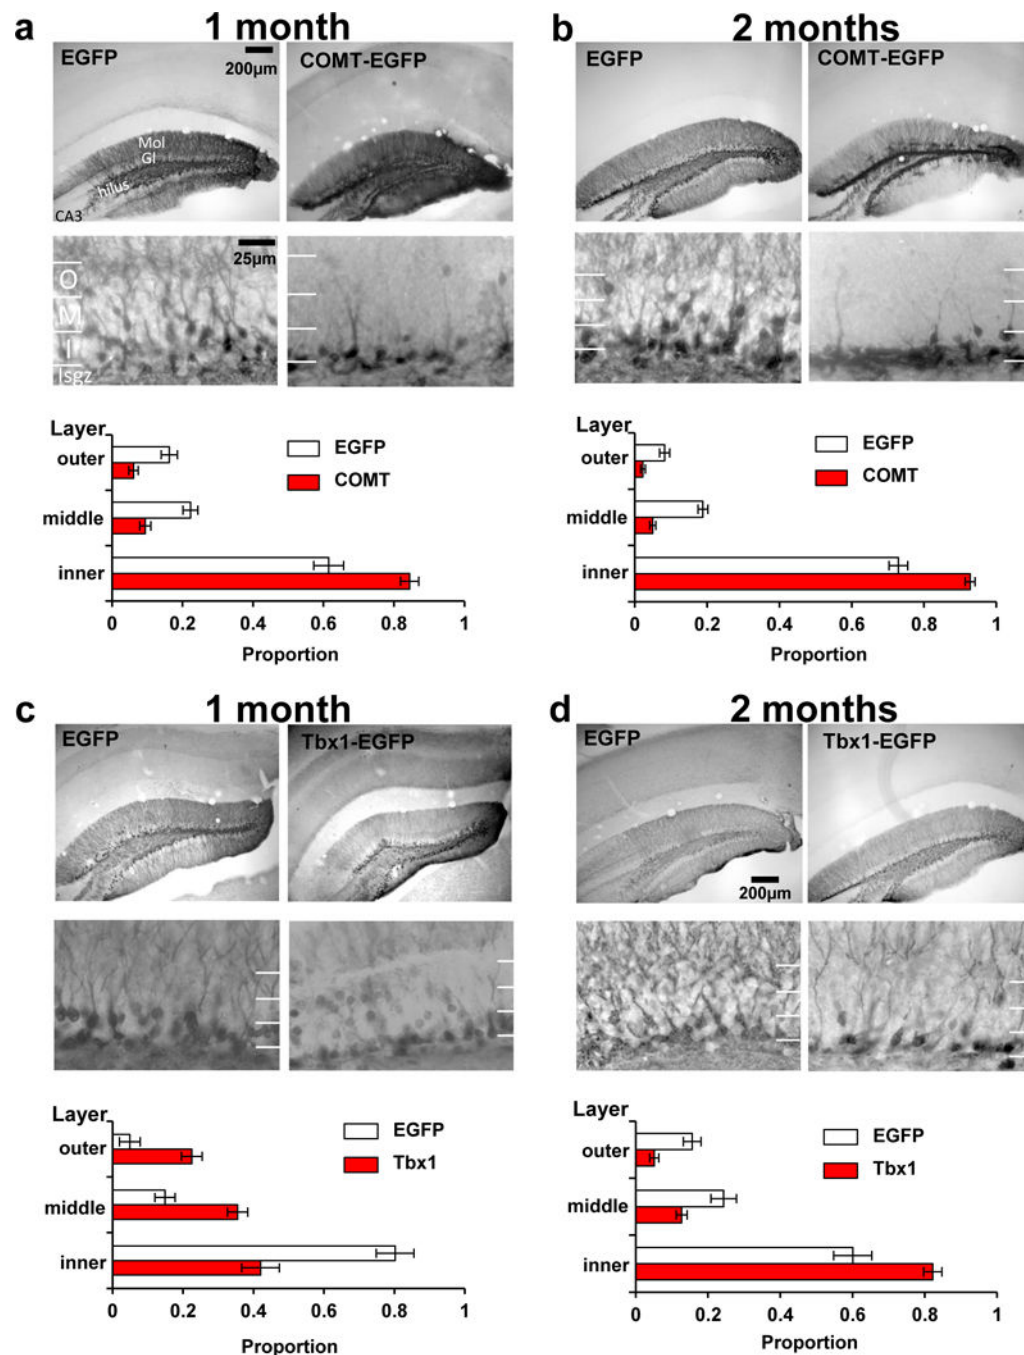 a
1 month
EGFP
200µm
COMT-EGFP
Mol
Gl
hilus
CA3
25µm
O
M
I
sgz
Layer
outer
middle
inner
EGFP
COMT
0 0.2 0.4 0.6 0.8 1
Proportion
b
2 months
EGFP
COMT-EGFP
Layer
outer
middle
inner
EGFP
COMT
0 0.2 0.4 0.6 0.8 1
Proportion
c
1 month
EGFP
Tbx1-EGFP
Layer
outer
middle
inner
EGFP
Tbx1
0 0.2 0.4 0.6 0.8 1
Proportion
d
2 months
EGFP
Tbx1-EGFP
200µm
Layer
outer
middle
inner
EGFP
Tbx1
0 0.2 0.4 0.6 0.8 1
Proportion